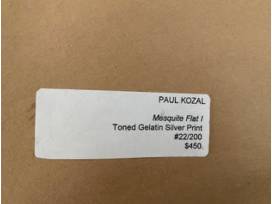 PAUL KOZAL
Mesquite Flat I
Toned Gelatin Silver Print
#22/200
$450.